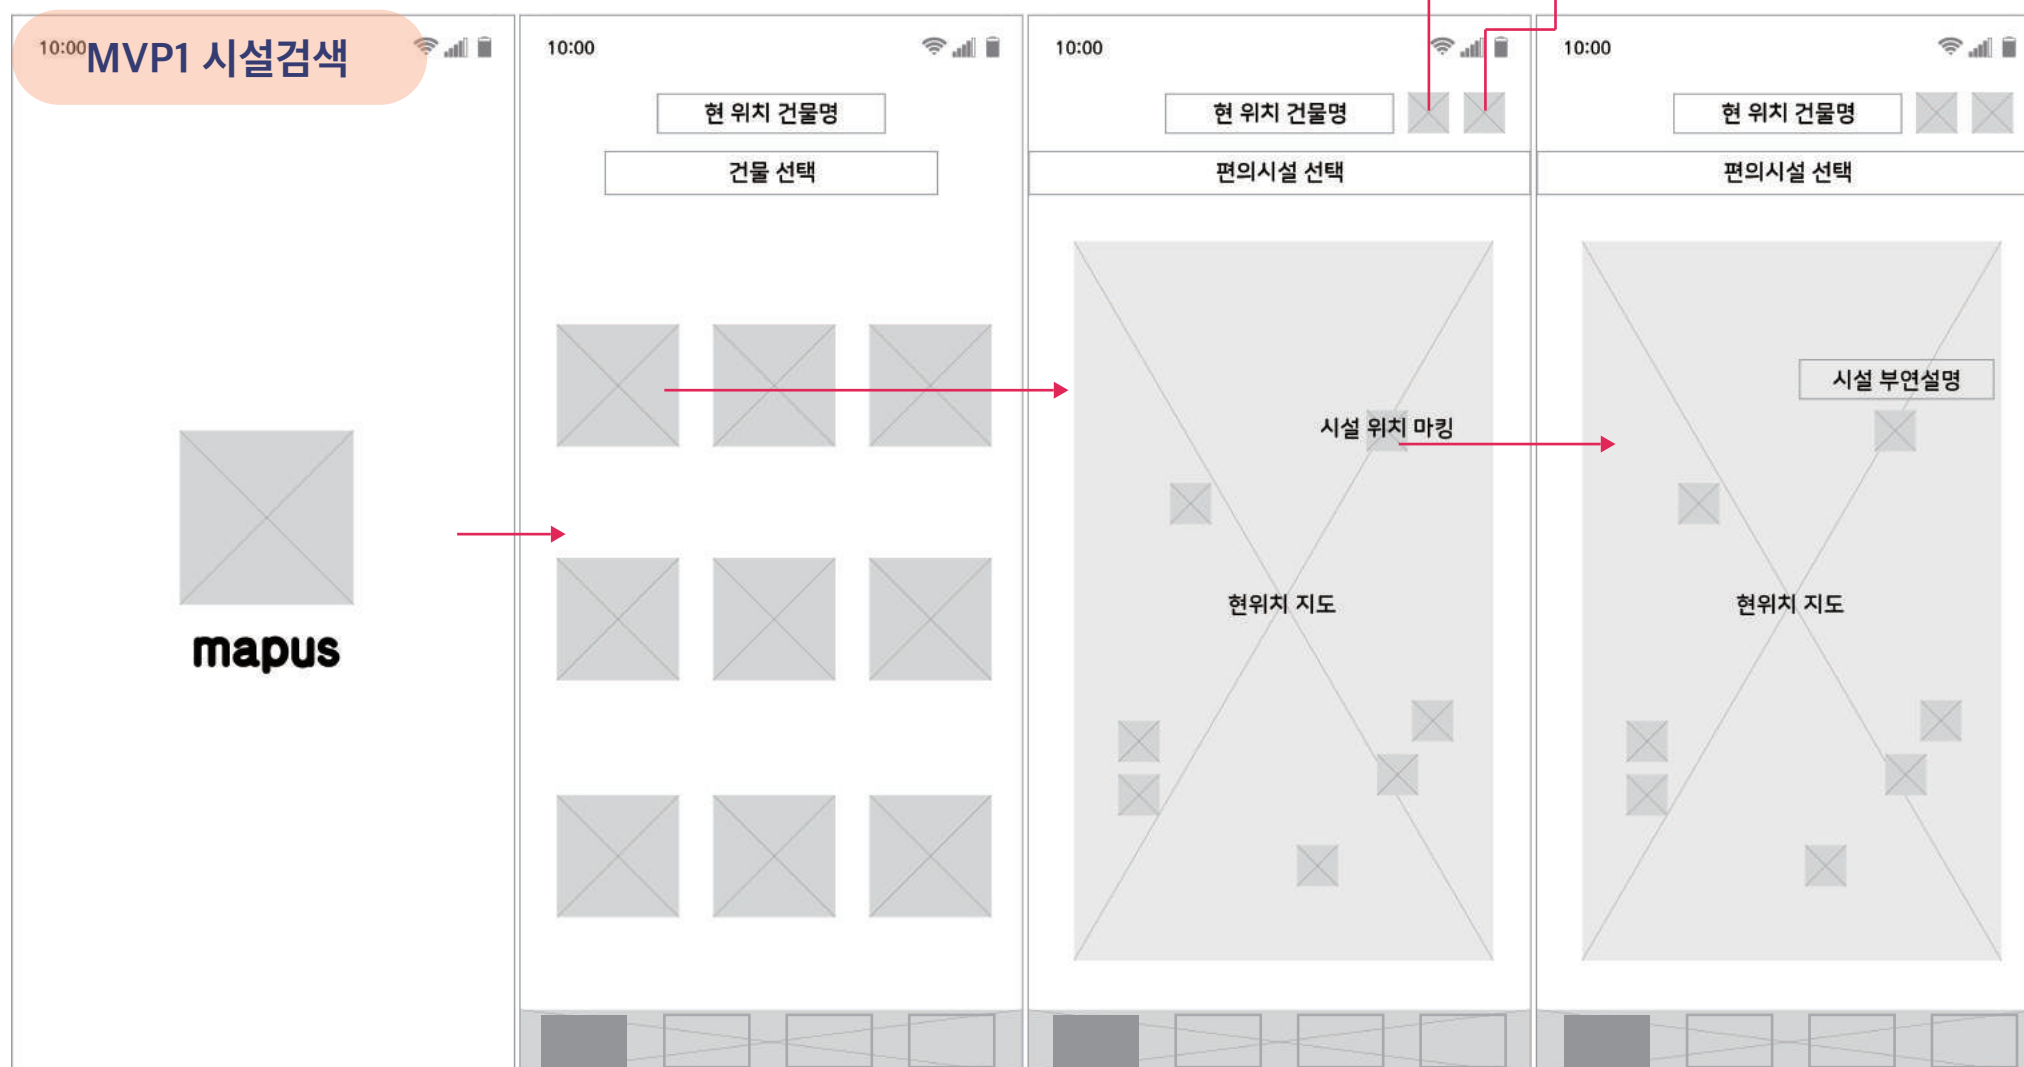 10:00
MVP1 시설검색
mapus
10:00
현 위치 건물명
건물 선택
10:00
현 위치 건물명
편의시설 선택
시설 위치 마킹
현위치 지도
10:00
현 위치 건물명
편의시설 선택
시설 부연설명
현위치 지도